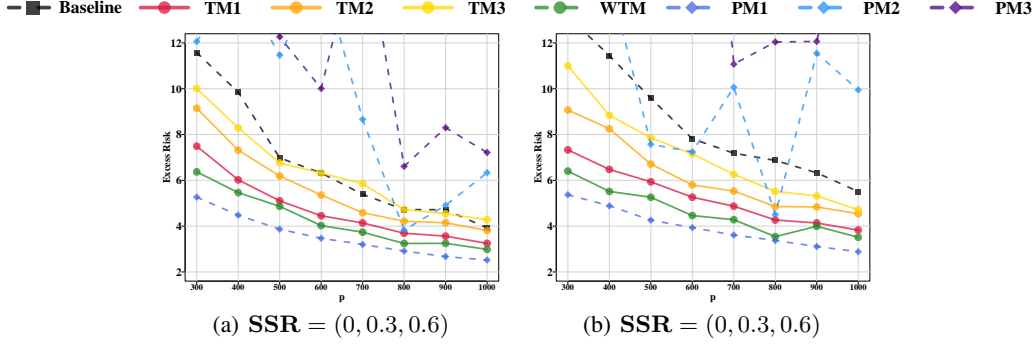 Baseline TM1 TM2 TM3 WTM PM1 PM2 PM3
12
10
8
6
4
2
Excess Risk
300 400 500 600 700 800 900 1000
p
(a) SSR = (0, 0.3, 0.6)
12
10
8
6
4
2
Excess Risk
300 400 500 600 700 800 900 1000
p
(b) SSR = (0, 0.3, 0.6)